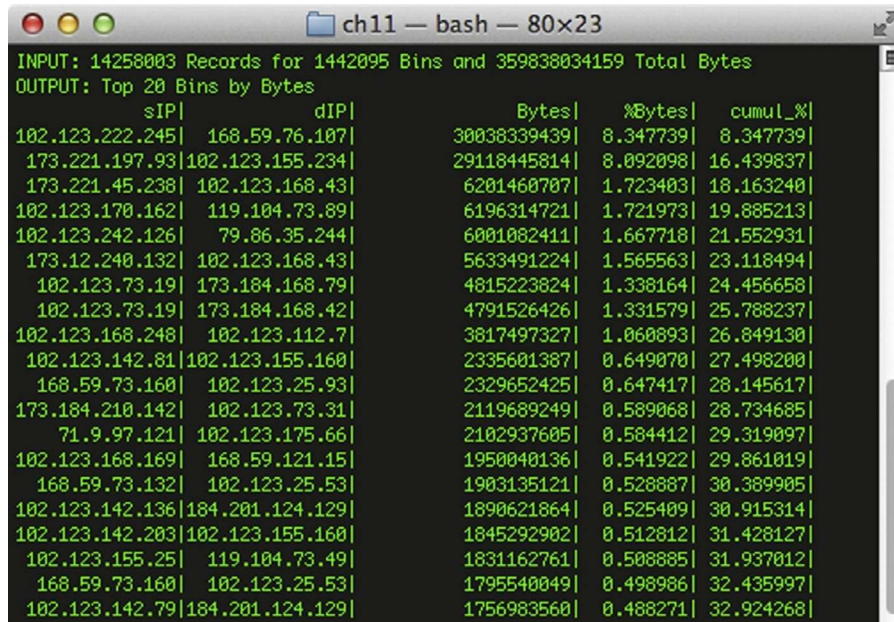 ch11 — bash — 80×23
INPUT: 14258003 Records for 1442095 Bins and 359838034159 Total Bytes
OUTPUT: Top 20 Bins by Bytes
sIP| dIP| Bytes| %Bytes| cumul_%|
102.123.222.245| 168.59.76.107| 30038339439| 8.347739| 8.347739|
173.221.197.93|102.123.155.234| 29118445814| 8.092098| 16.439837|
173.221.45.238| 102.123.168.43| 6201460707| 1.723403| 18.163240|
102.123.170.162| 119.104.73.89| 6196314721| 1.721973| 19.885213|
102.123.242.126| 79.86.35.244| 6001082411| 1.667718| 21.552931|
173.12.240.132| 102.123.168.43| 5633491224| 1.565563| 23.118494|
102.123.73.19| 173.184.168.79| 4815223824| 1.338164| 24.456658|
102.123.73.19| 173.184.168.42| 4791526426| 1.331579| 25.788237|
102.123.168.248| 102.123.112.7| 3817497327| 1.060893| 26.849130|
102.123.142.81|102.123.155.160| 2335601387| 0.649070| 27.498200|
168.59.73.160| 102.123.25.93| 2329652425| 0.647417| 28.145617|
173.184.210.142| 102.123.73.31| 2119689249| 0.589068| 28.734685|
71.9.97.121| 102.123.175.66| 2102937605| 0.584412| 29.319097|
102.123.168.169| 168.59.121.15| 1950040136| 0.541922| 29.861019|
168.59.73.132| 102.123.25.53| 1903135121| 0.528887| 30.389905|
102.123.142.136|184.201.124.129| 1890621864| 0.525409| 30.915314|
102.123.142.203|102.123.155.160| 1845292902| 0.512812| 31.428127|
102.123.155.25| 119.104.73.49| 1831162761| 0.508885| 31.937012|
168.59.73.160| 102.123.25.53| 1795540049| 0.498986| 32.435997|
102.123.142.79|184.201.124.129| 1756983560| 0.488271| 32.924268|